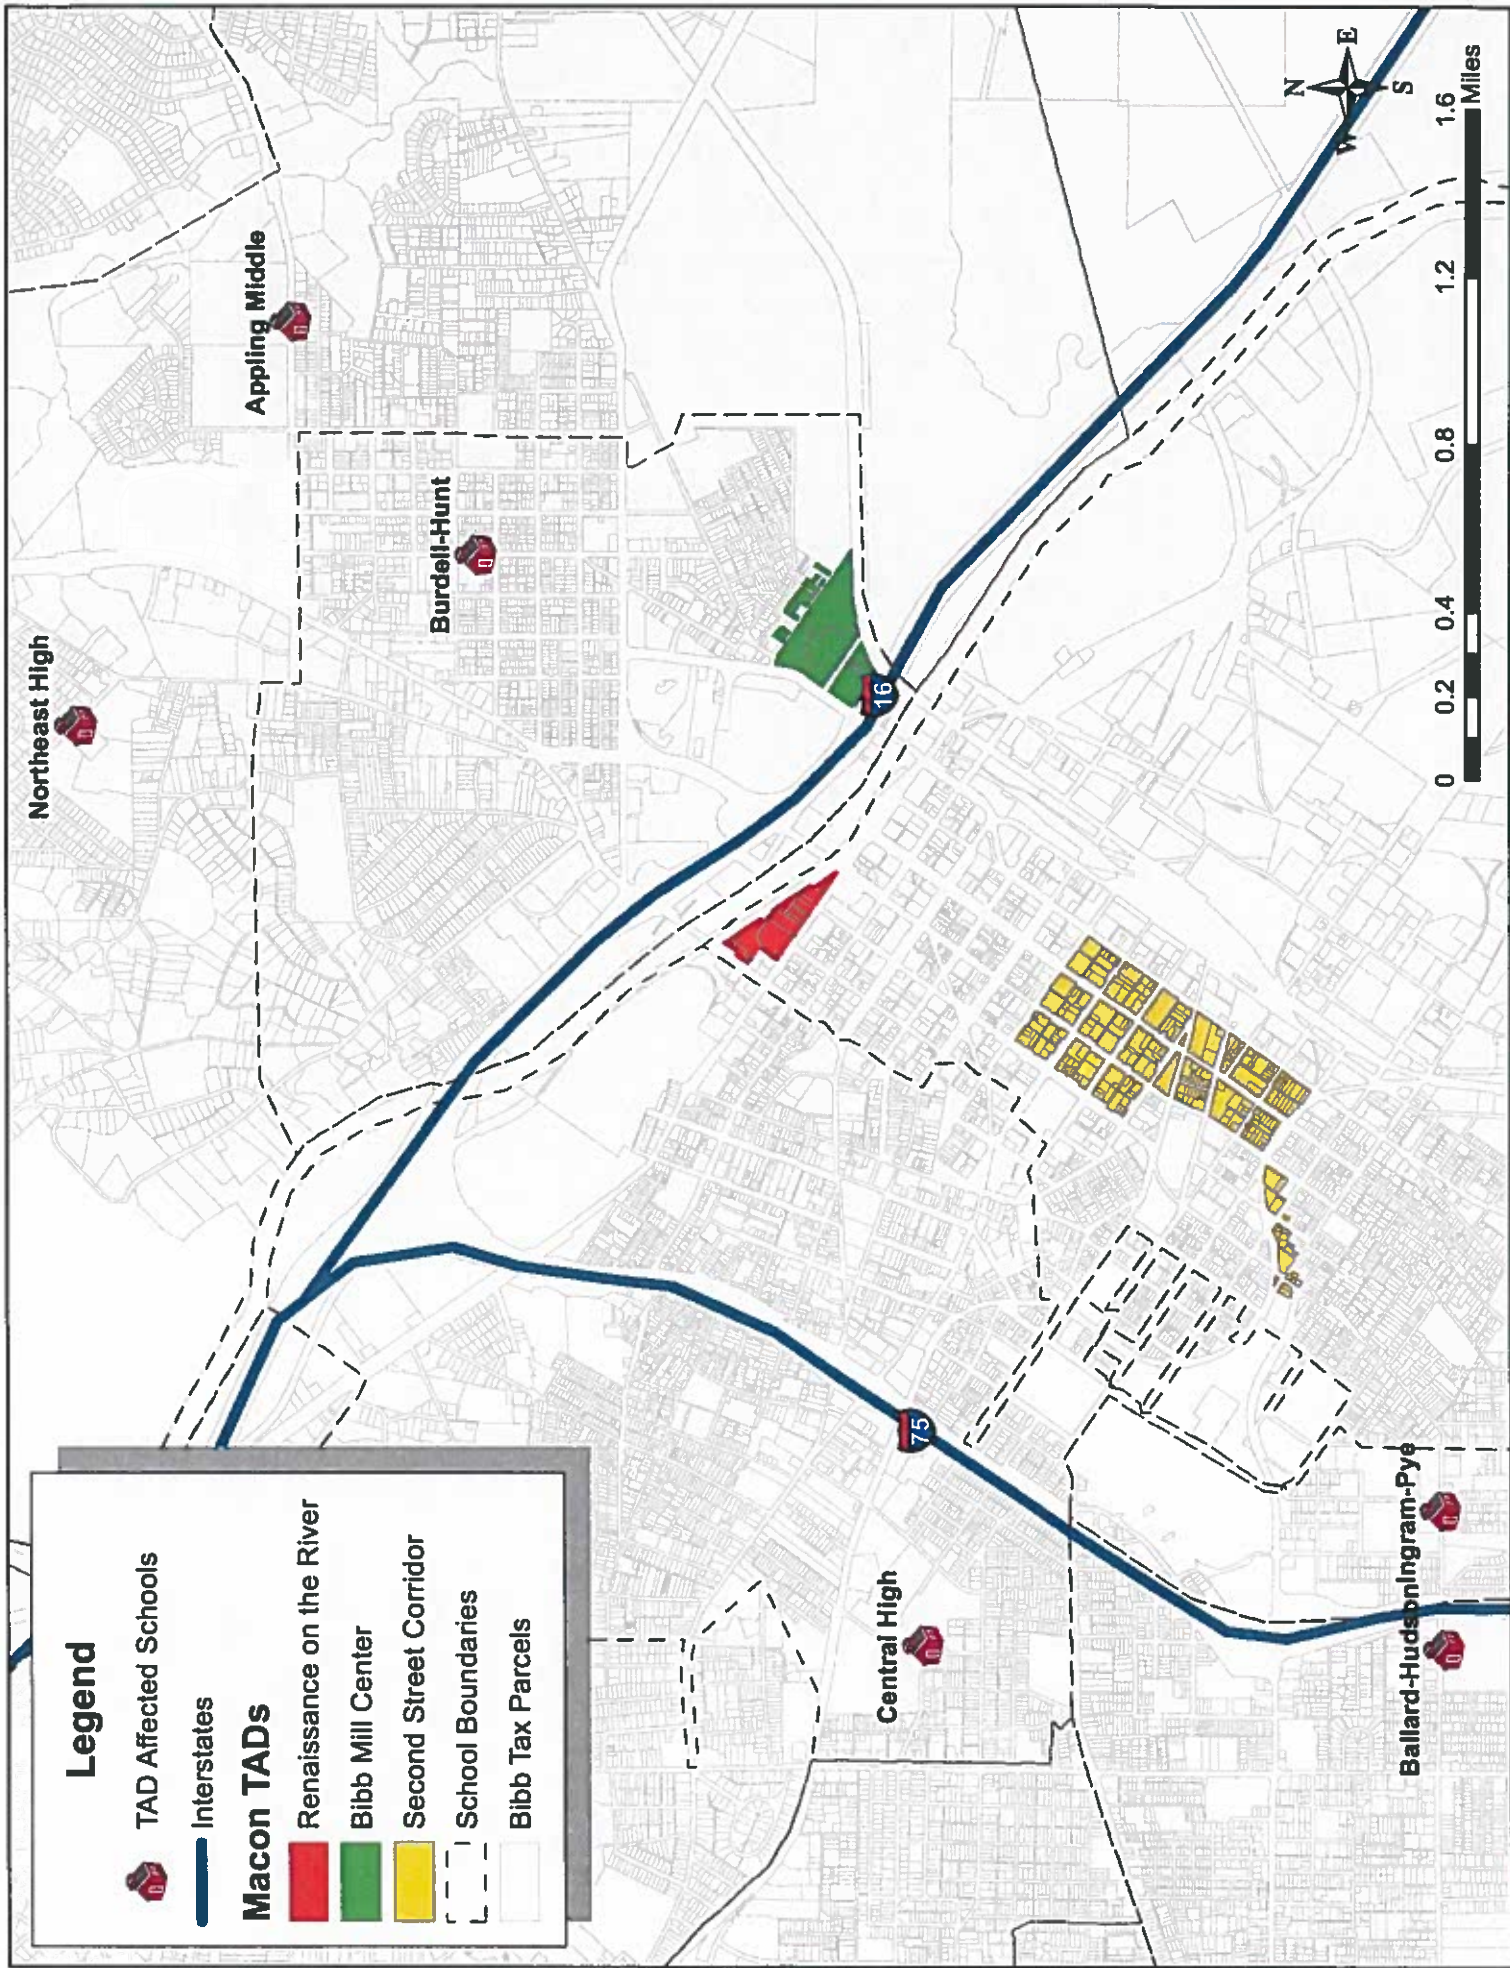 Legend
TAD Affected Schools
Interstates
Macon TADs
Renaissance on the River
Bibb Mill Center
Second Street Corridor
School Boundaries
Bibb Tax Parcels
Northeast High
Appling Middle
Burdell-Hunt
16
75
Central High
Ballard-HudsonIngram-Pye
N
W
E
S
0 0.2 0.4 0.8 1.2 1.6
Miles